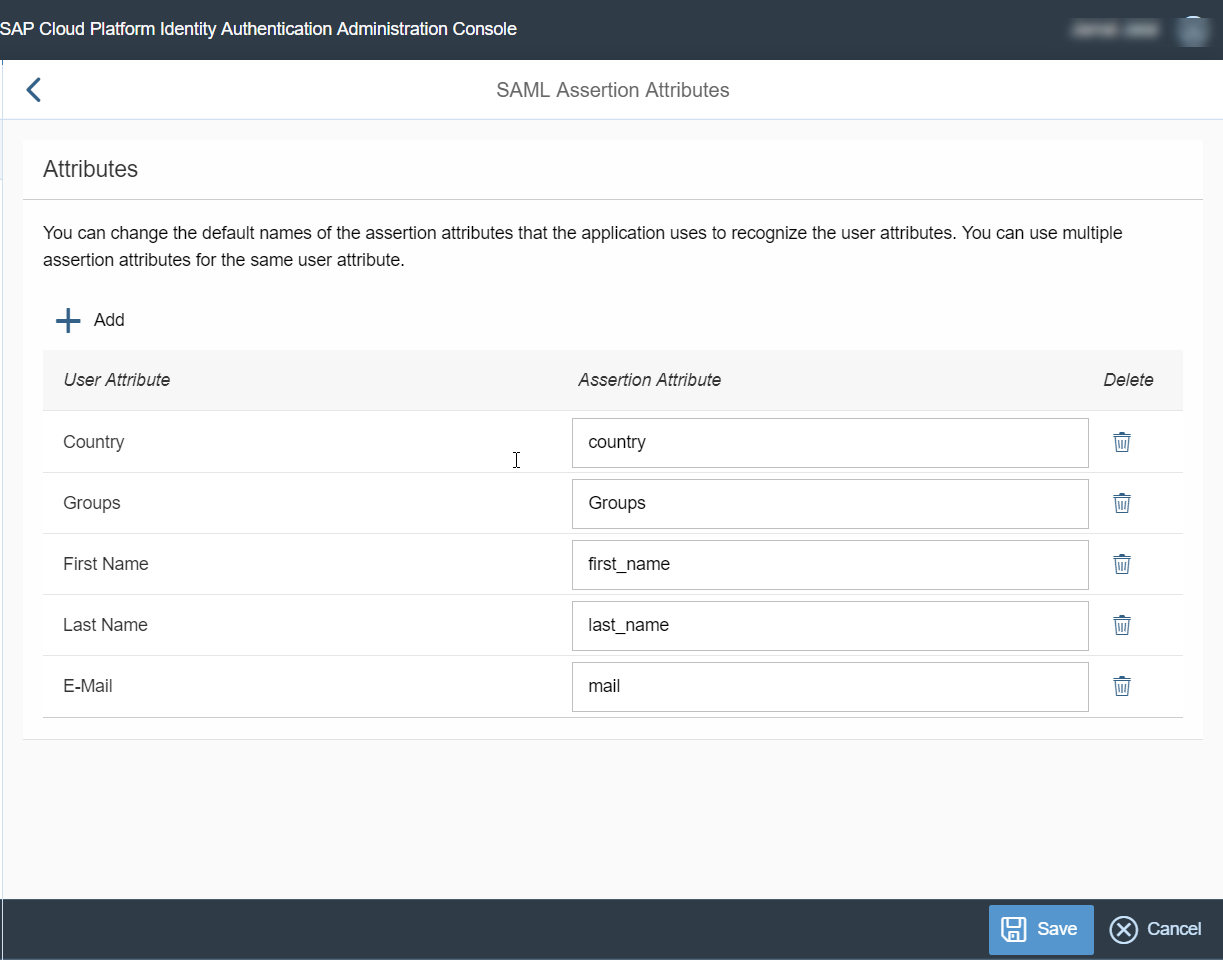 SAP Cloud Platform Identity Authentication Administration Console
SAML Assertion Attributes
Attributes
You can change the default names of the assertion attributes that the application uses to recognize the user attributes. You can use multiple
assertion attributes for the same user attribute.
Add
User Attribute Assertion Attribute Delete
Country country
Groups Groups
First Name first_name
Last Name last_name
E-Mail mail
Save Cancel